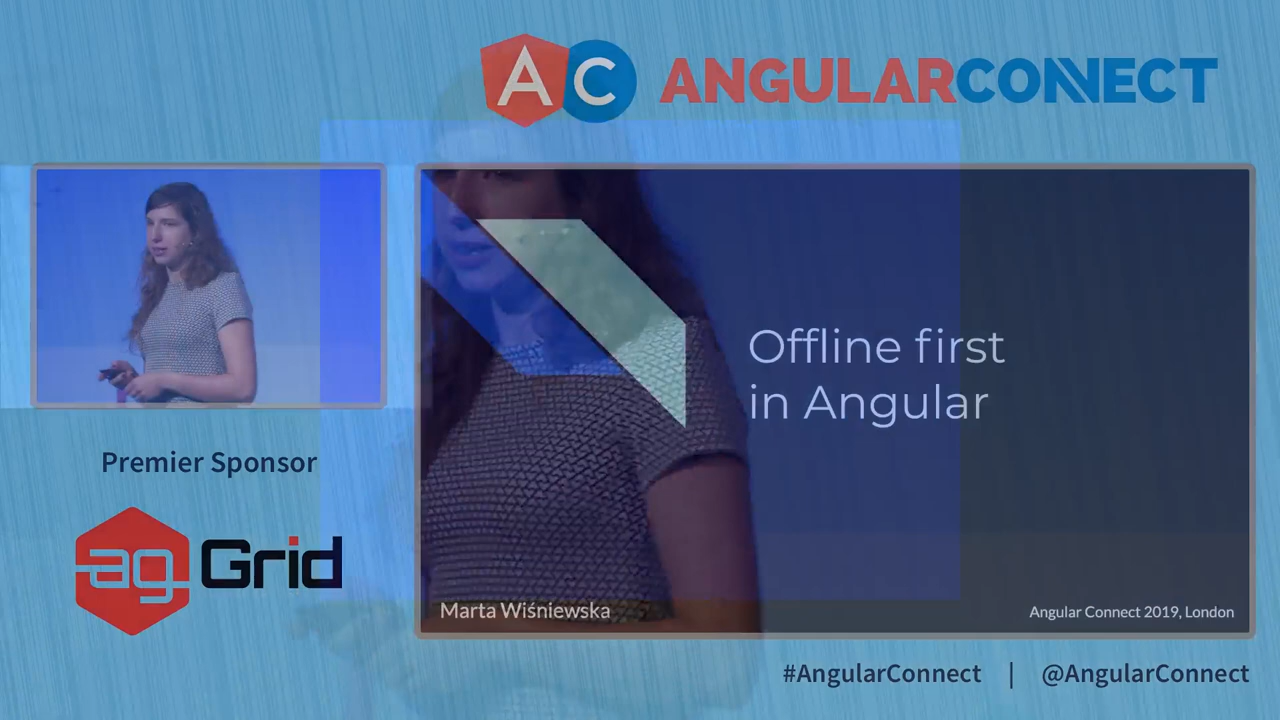 AC ANGULARCONNECT
Offline first
in Angular
Premier Sponsor
ag Grid
Marta Wiśniewska
Angular Connect 2019, London
#AngularConnect | @AngularConnect